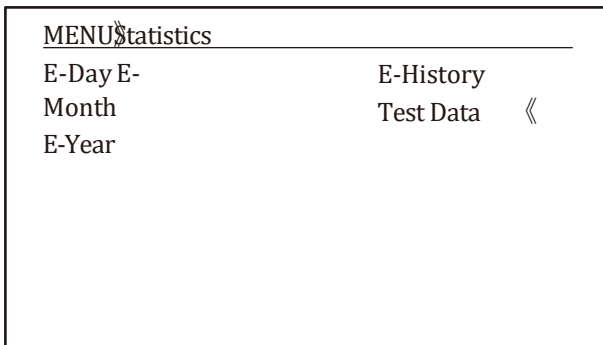 MENU》Statistics
E-Day E-
Month
E-Year
E-History
Test Data 《